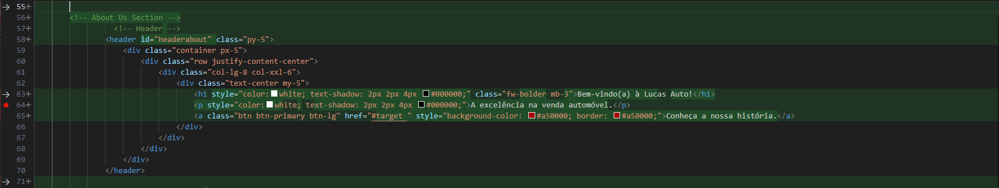 55+
56+ <!-- About Us Section -->
57+ <!-- Header -->
58+ <header id="headerabout" class="py-5">
59 <div class="container px-5">
60 <div class="row justify-content-center">
61 <div class="col-lg-8 col-xxl-6">
62 <div class="text-center my-5">
63+ <h1 style="color:white; text-shadow: 2px 2px 4px #000000;" class="fw-bolder mb-3">Bem-vindo(a) à Lucas Auto!</h1>
64+ <p style="color:white; text-shadow: 2px 2px 4px #000000;">A excelência na venda automóvel.</p>
65+ <a class="btn btn-primary btn-lg" href="#target " style="background-color: #a50000; border: #a50000;">Conheça a nossa história.</a>
66 </div>
67 </div>
68 </div>
69 </div>
70 </header>
71+